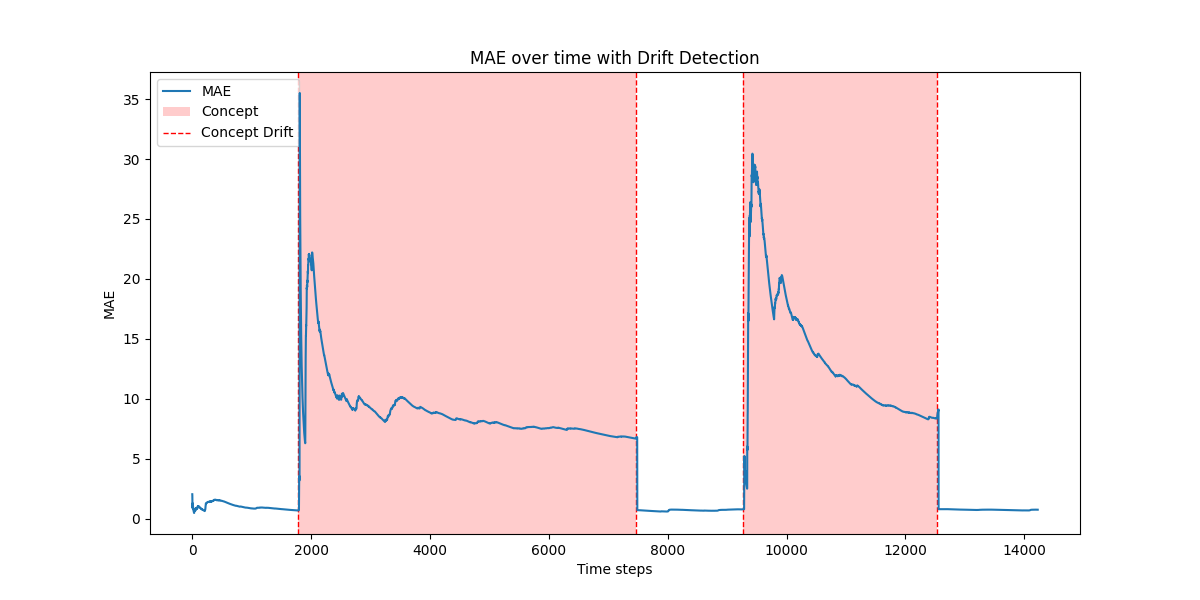 MAE over time with Drift Detection
MAE
Concept
Concept Drift
35
30
25
20
15
10
5
0
MAE
0 2000 4000 6000 8000 10000 12000 14000
Time steps